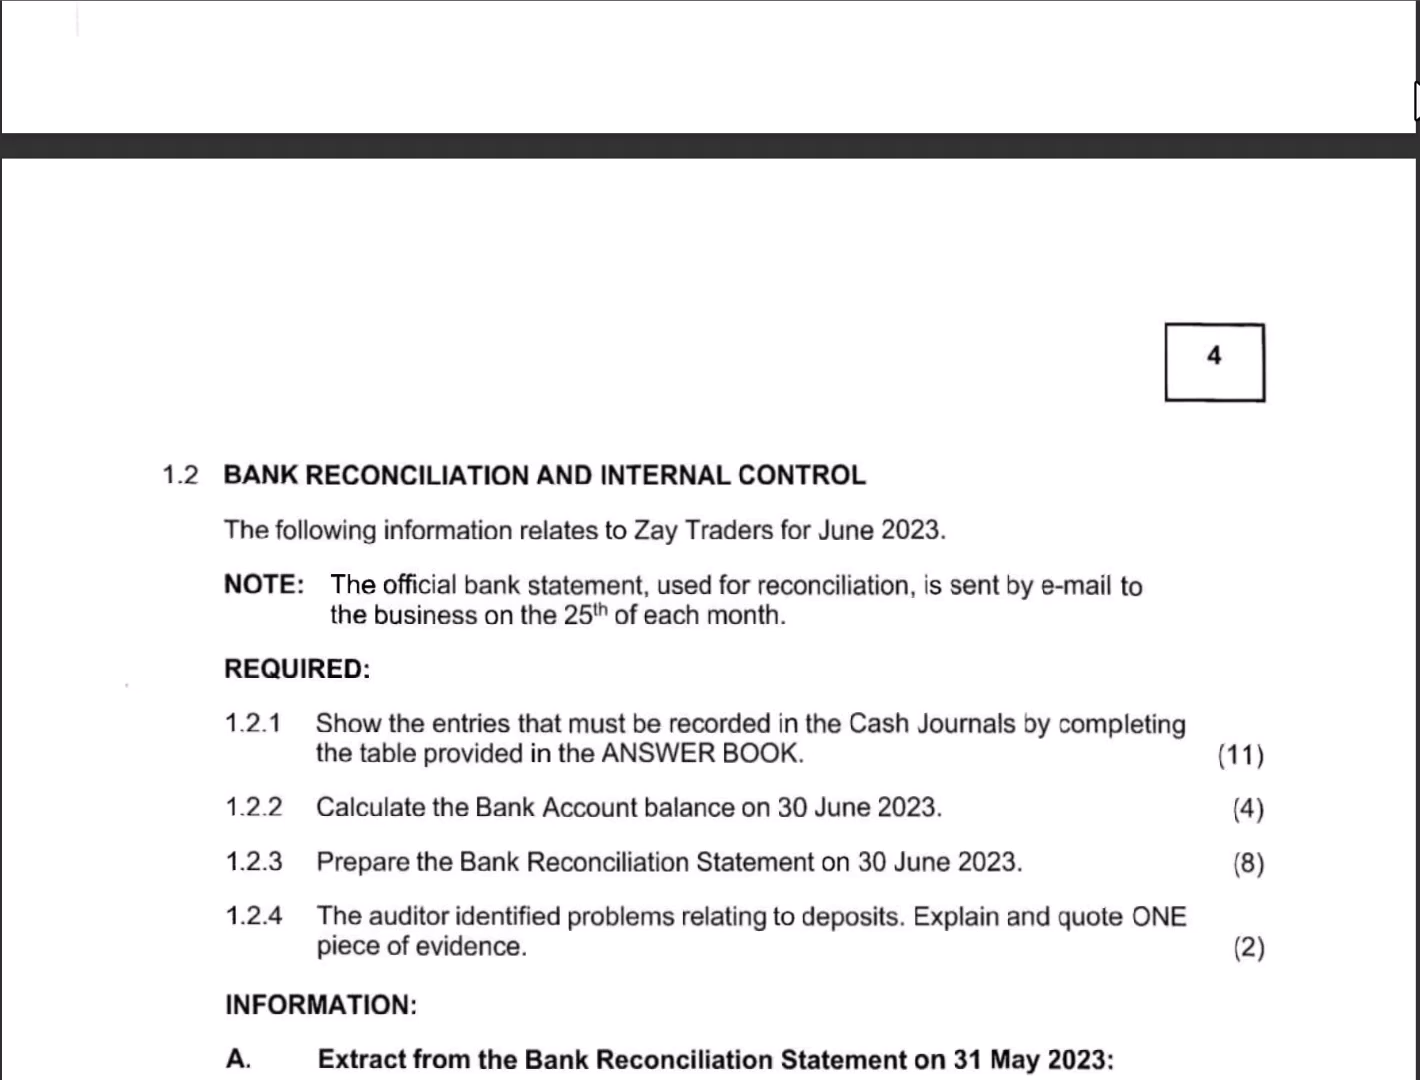 4
1.2 BANK RECONCILIATION AND INTERNAL CONTROL
The following information relates to Zay Traders for June 2023.
NOTE: The official bank statement, used for reconciliation, is sent by e-mail to
the business on the 25th of each month.
REQUIRED:
1.2.1 Show the entries that must be recorded in the Cash Journals by completing
the table provided in the ANSWER BOOK. (11)
1.2.2 Calculate the Bank Account balance on 30 June 2023. (4)
1.2.3 Prepare the Bank Reconciliation Statement on 30 June 2023. (8)
1.2.4 The auditor identified problems relating to deposits. Explain and quote ONE
piece of evidence. (2)
INFORMATION:
A. Extract from the Bank Reconciliation Statement on 31 May 2023: